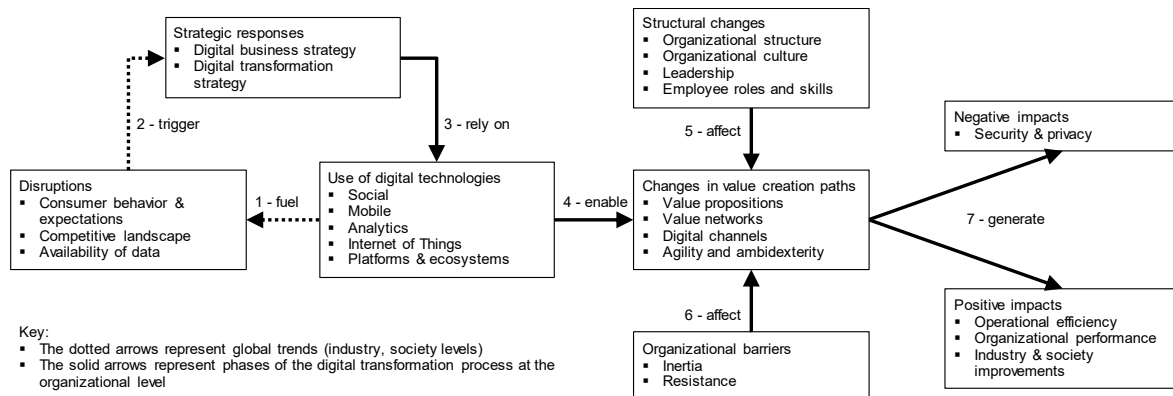 Strategic responses
▪ Digital business strategy
▪ Digital transformation
strategy
2 - trigger
3 - rely on
Disruptions
▪ Consumer behavior &
expectations
▪ Competitive landscape
▪ Availability of data
1 - fuel
Use of digital technologies
▪ Social
▪ Mobile
▪ Analytics
▪ Internet of Things
▪ Platforms & ecosystems
4 - enable
Structural changes
▪ Organizational structure
▪ Organizational culture
▪ Leadership
▪ Employee roles and skills
5 - affect
Changes in value creation paths
▪ Value propositions
▪ Value networks
▪ Digital channels
▪ Agility and ambidexterity
6 - affect
Organizational barriers
▪ Inertia
▪ Resistance
Negative impacts
▪ Security & privacy
7 - generate
Positive impacts
▪ Operational efficiency
▪ Organizational performance
▪ Industry & society
improvements
Key:
▪ The dotted arrows represent global trends (industry, society levels)
▪ The solid arrows represent phases of the digital transformation process at the
organizational level